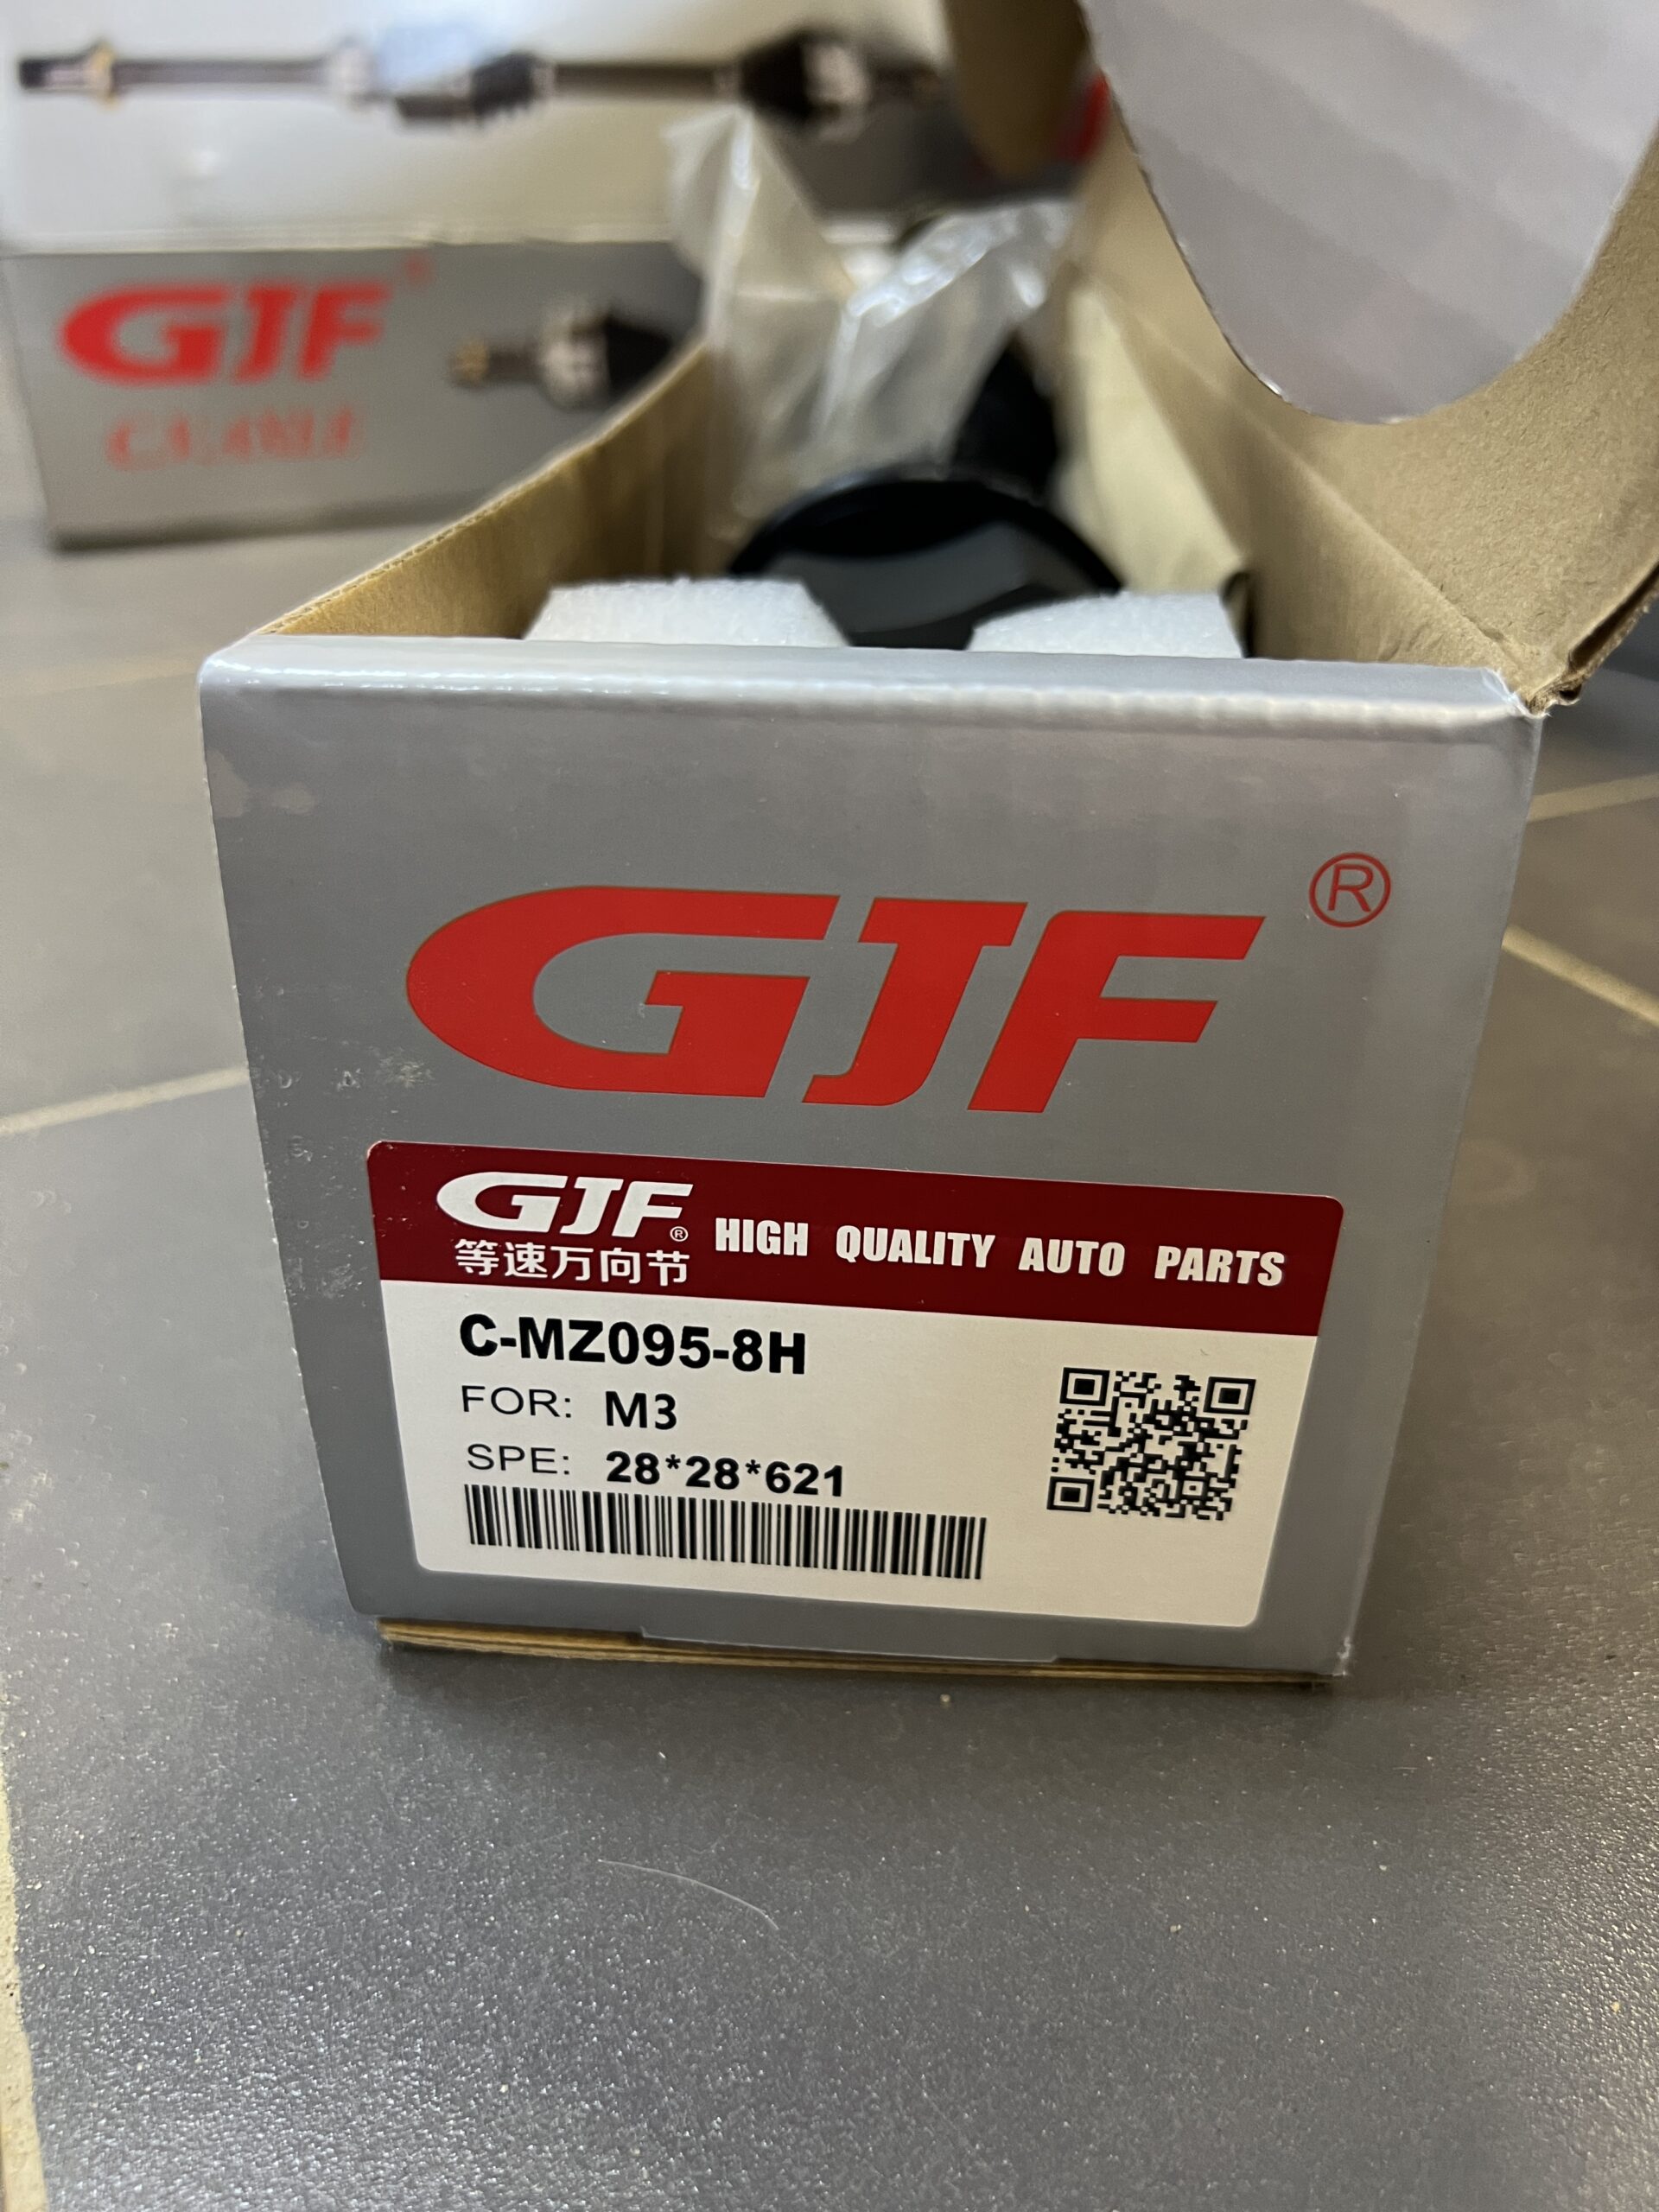 GJF®
GJF
®
GJF®
等速万向节
HIGH QUALITY AUTO PARTS
C-MZ095-8H
FOR: M3
SPE: 28*28*621